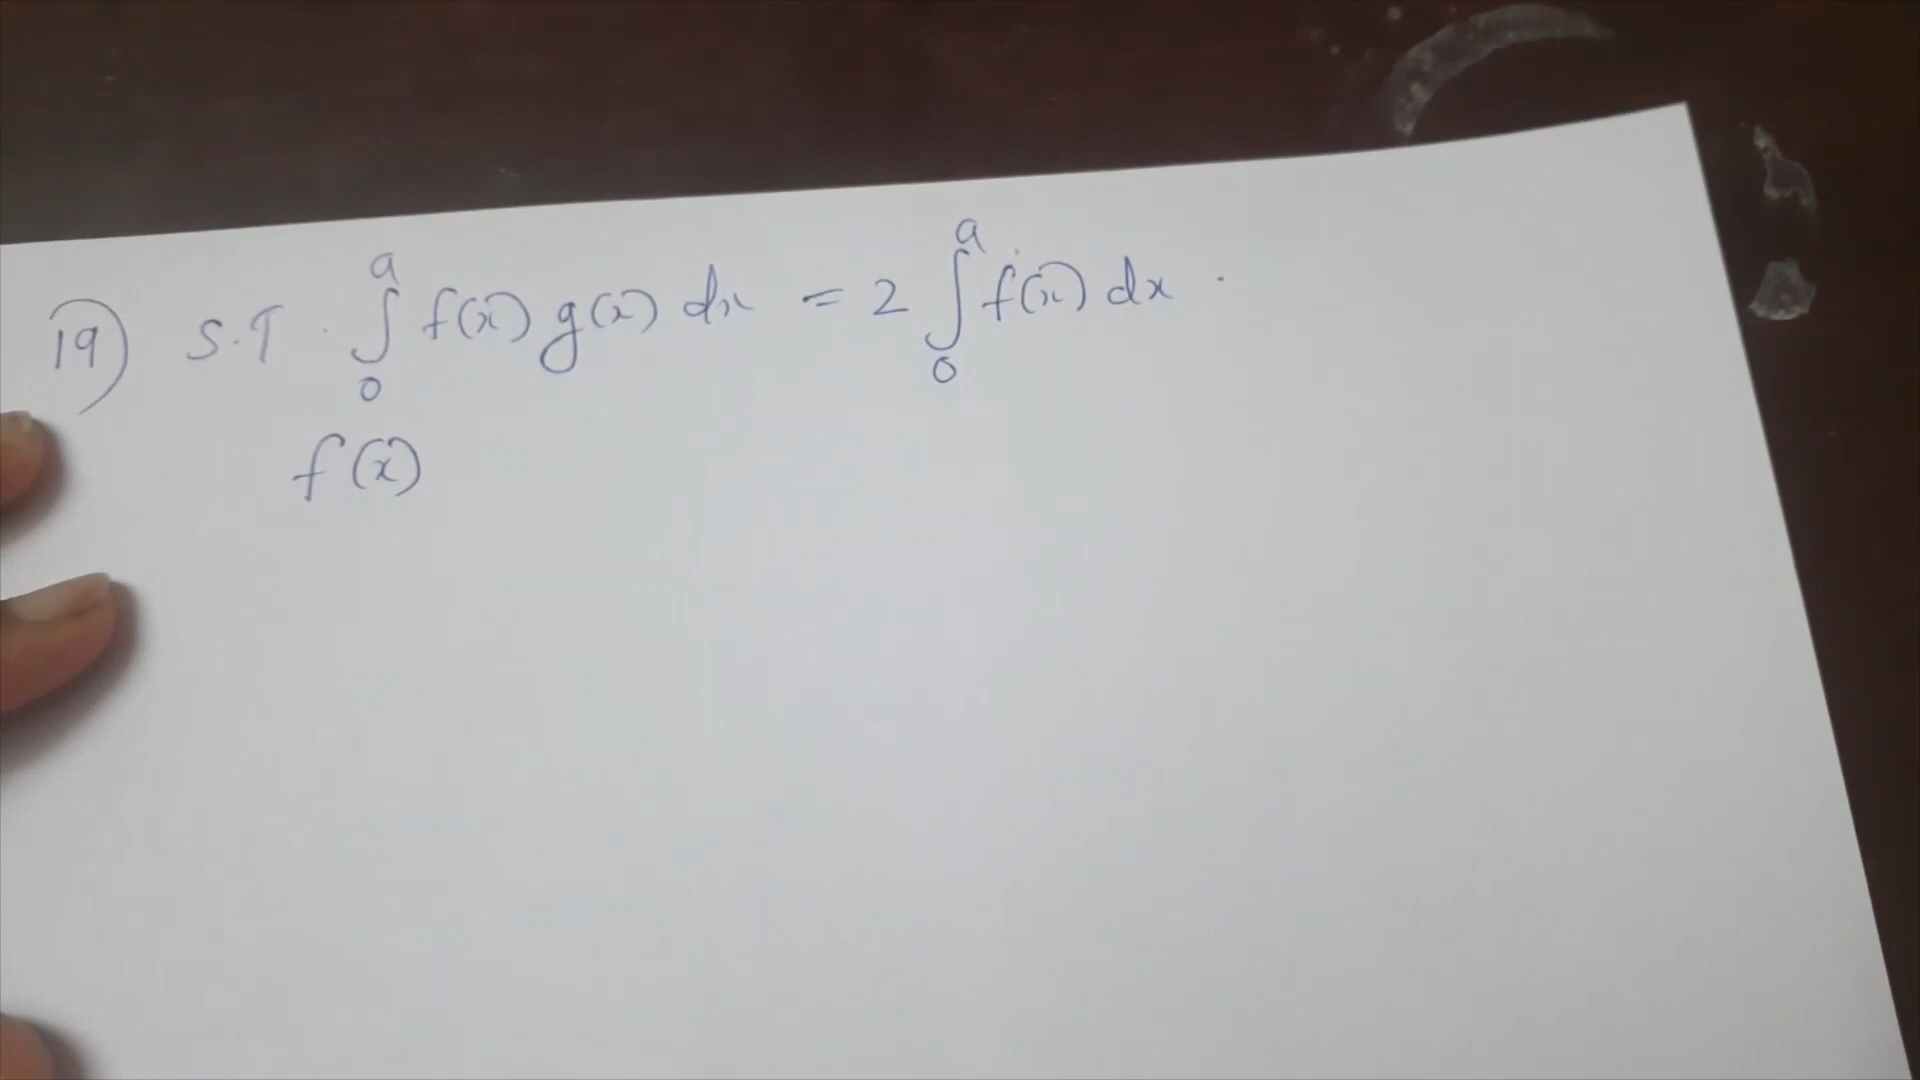 19) S.T. ∫₀ᵃ f(x) g(x) dx = 2 ∫₀ᵃ f(x) dx .
f(x)